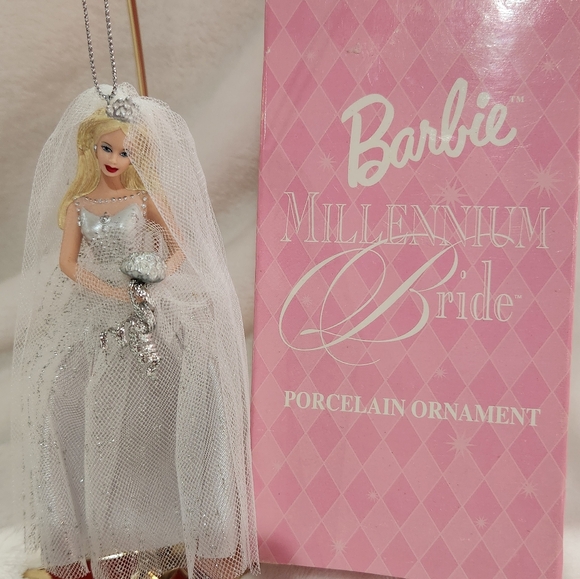 Barbie™
MILLENNIUM
Bride™
PORCELAIN ORNAMENT